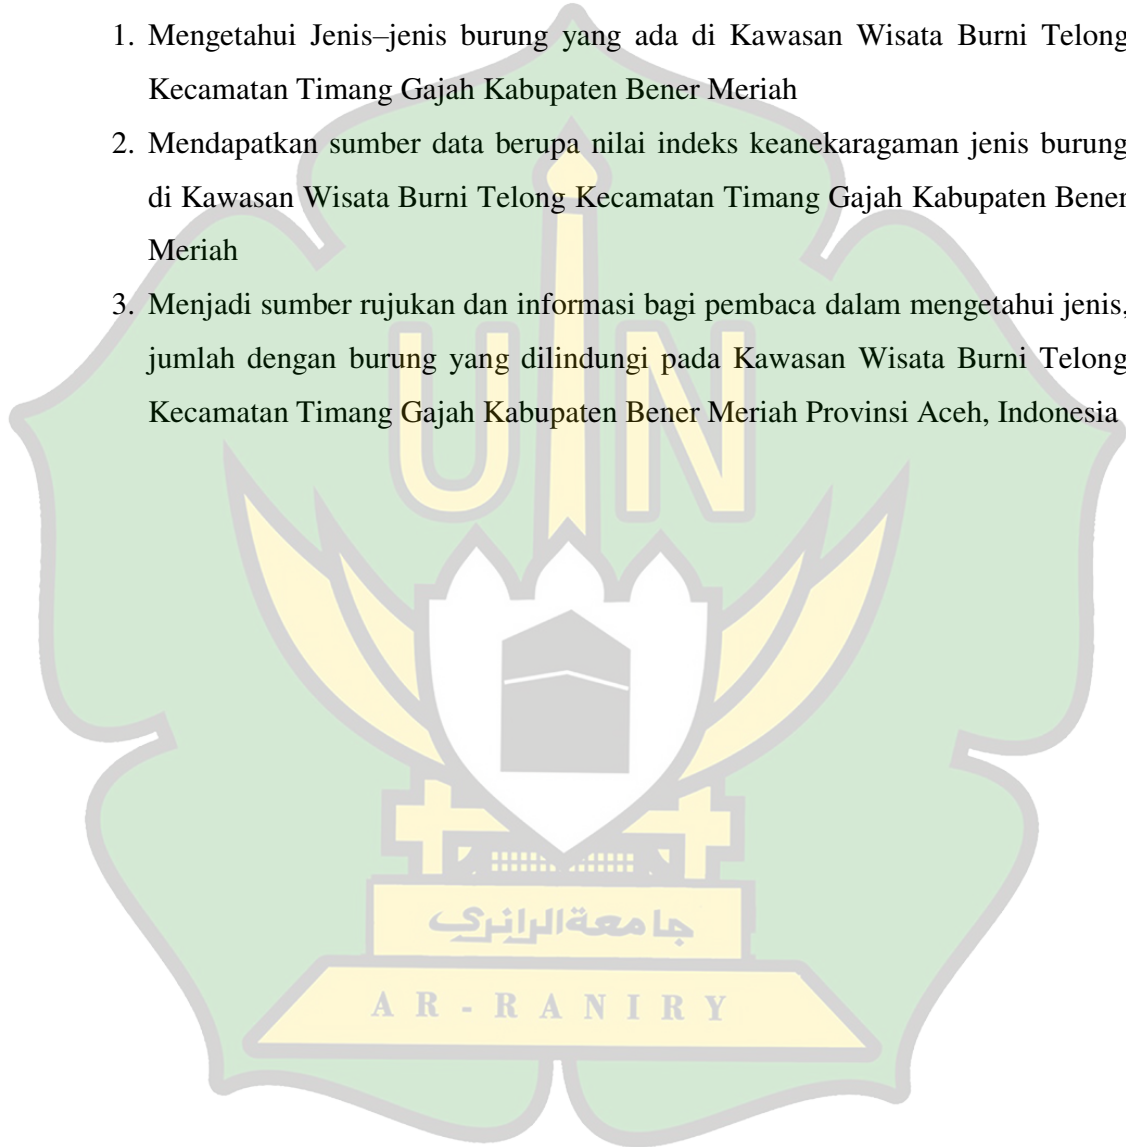 1. Mengetahui Jenis–jenis burung yang ada di Kawasan Wisata Burni Telong
Kecamatan Timang Gajah Kabupaten Bener Meriah
2. Mendapatkan sumber data berupa nilai indeks keanekaragaman jenis burung
di Kawasan Wisata Burni Telong Kecamatan Timang Gajah Kabupaten Bener
Meriah
3. Menjadi sumber rujukan dan informasi bagi pembaca dalam mengetahui jenis,
jumlah dengan burung yang dilindungi pada Kawasan Wisata Burni Telong
Kecamatan Timang Gajah Kabupaten Bener Meriah Provinsi Aceh, Indonesia
UIN
جامعة الرانري
AR-RANIRY